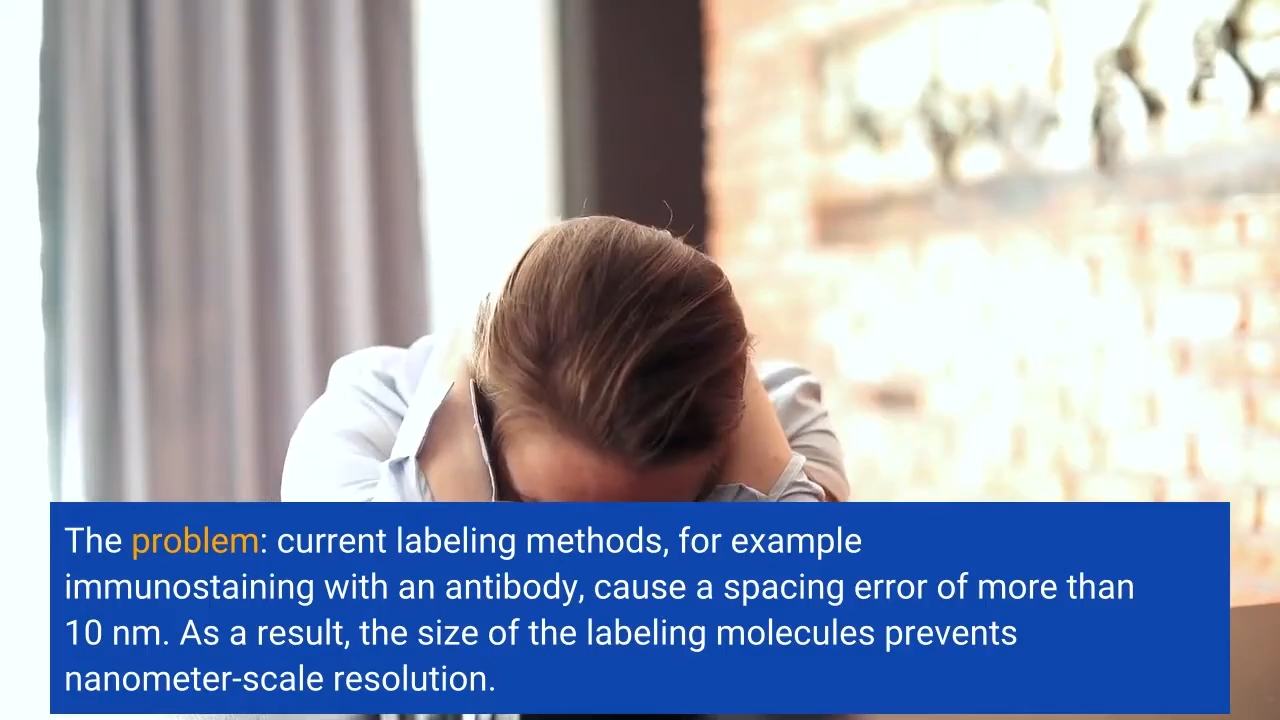 The problem: current labeling methods, for example
immunostaining with an antibody, cause a spacing error of more than
10 nm. As a result, the size of the labeling molecules prevents
nanometer-scale resolution.